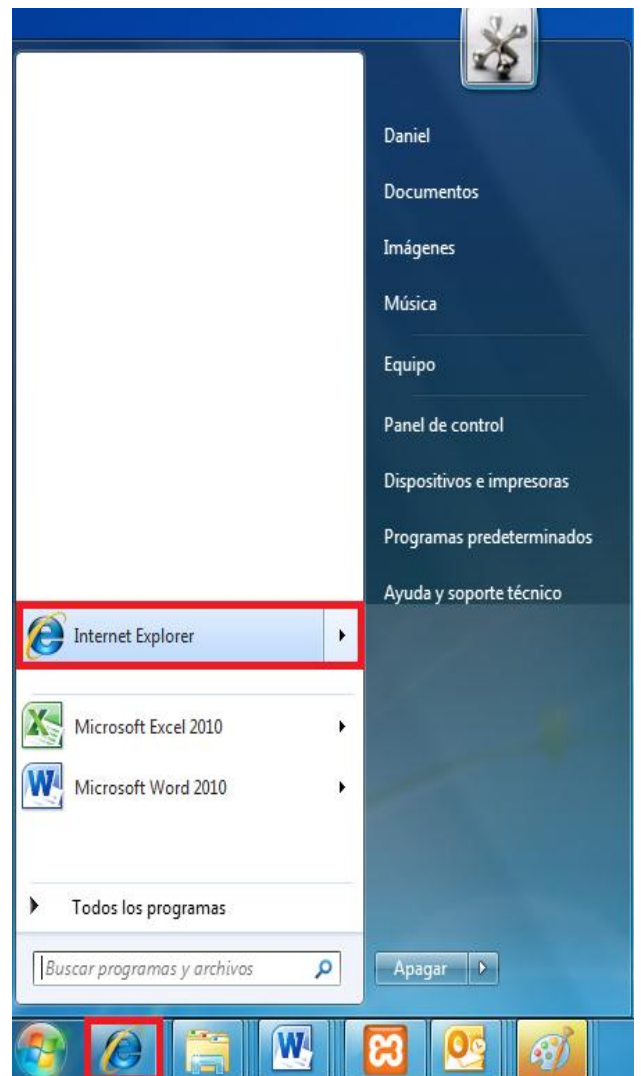 Daniel
Documentos
Imágenes
Música
Equipo
Panel de control
Dispositivos e impresoras
Programas predeterminados
Ayuda y soporte técnico
Internet Explorer
Microsoft Excel 2010
Microsoft Word 2010
Todos los programas
Buscar programas y archivos
Apagar